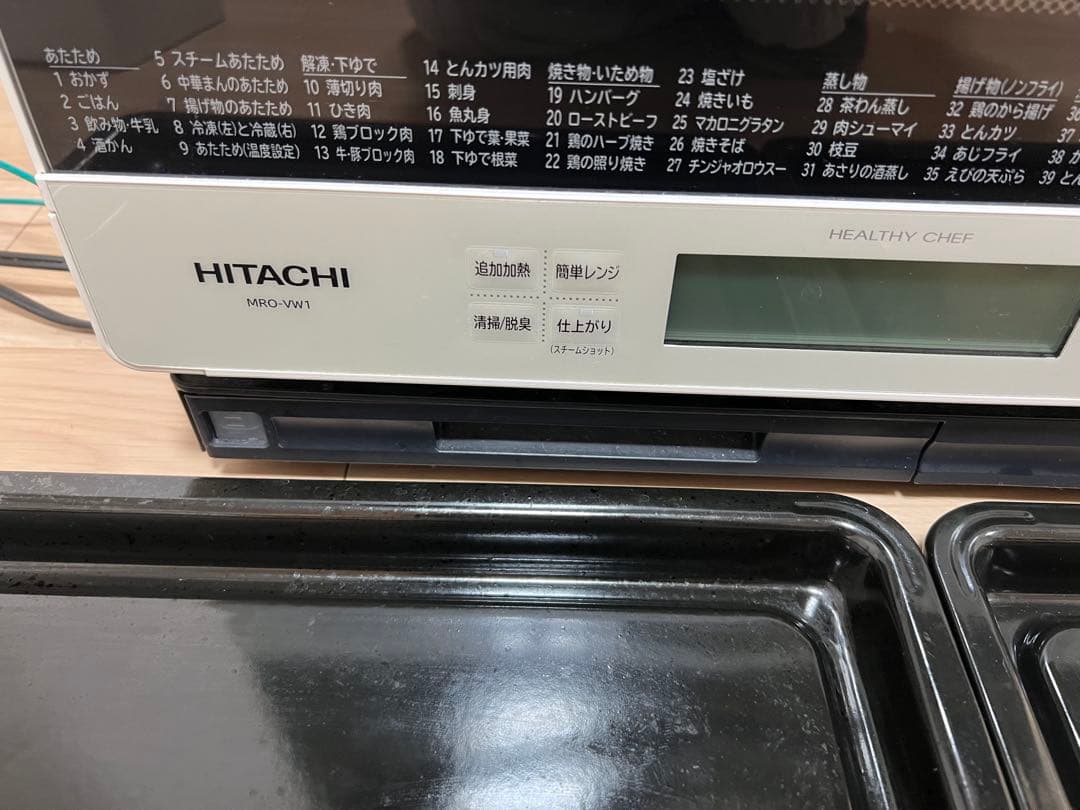 あたため
1 おかず
2 ごはん
3 飲み物・牛乳
4 酒かん
5 スチームあたため
6 中華まんのあたため
7 揚げ物のあたため
8 冷凍(左)と冷蔵(右)
9 あたため(温度設定)
解凍・下ゆで
10 薄切り肉
11 ひき肉
12 鶏ブロック肉
13 牛・豚ブロック肉
14 とんカツ用肉
15 刺身
16 魚丸身
17 下ゆで葉・果菜
18 下ゆで根菜
焼き物・いため物
19 ハンバーグ
20 ローストビーフ
21 鶏のハーブ焼き
22 鶏の照り焼き
23 塩ざけ
24 焼きいも
25 マカロニグラタン
26 焼きそば
27 チンジャオロウスー
蒸し物
28 茶わん蒸し
29 肉シューマイ
30 枝豆
31 あさりの酒蒸し
揚げ物(ノンフライ)
32 鶏のから揚げ
33 とんカツ
34 あじフライ
35 えびの天ぷら
37
38
39 とん
HEALTHY CHEF
HITACHI
MRO-VW1
追加加熱
簡単レンジ
清掃/脱臭
仕上がり
(スチームショット)